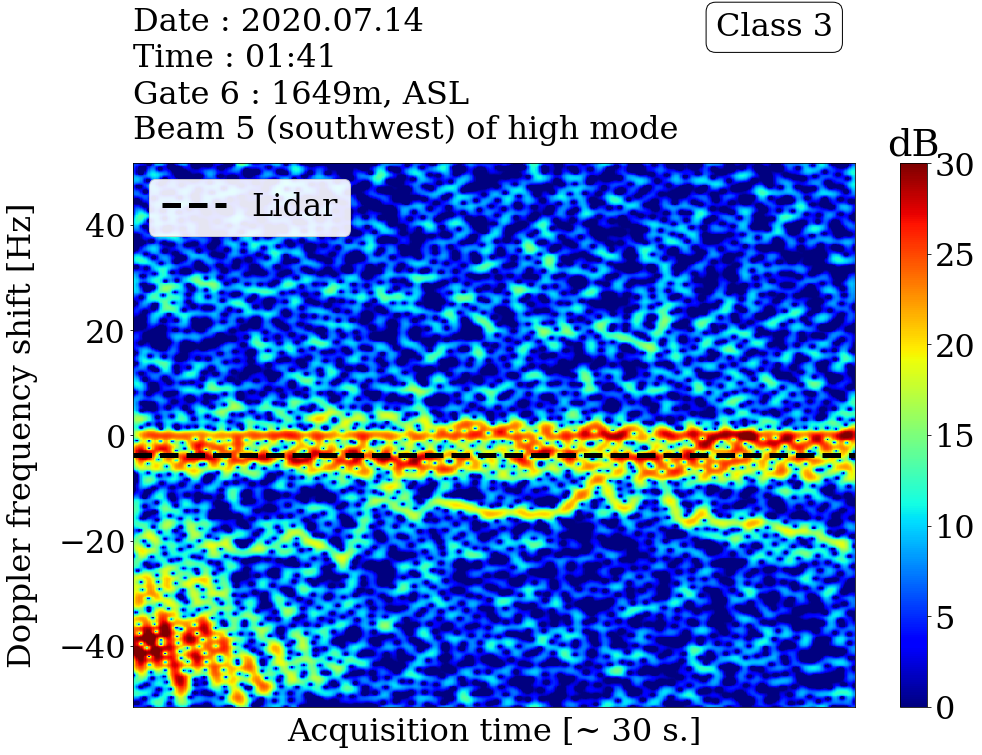 Date : 2020.07.14
Time : 01:41
Gate 6 : 1649m, ASL
Beam 5 (southwest) of high mode
Class 3
dB
Lidar
Doppler frequency shift [Hz]
40
20
0
−20
−40
30
25
20
15
10
5
0
Acquisition time [~ 30 s.]